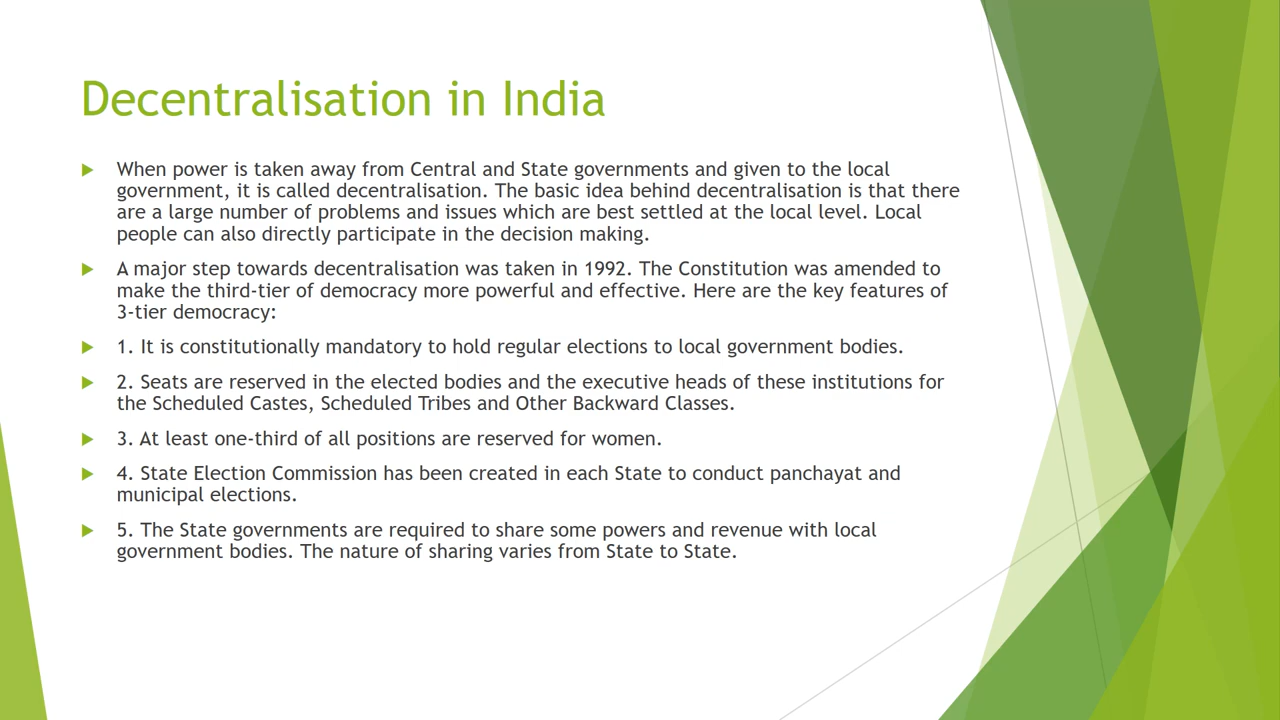 Decentralisation in India
When power is taken away from Central and State governments and given to the local
government, it is called decentralisation. The basic idea behind decentralisation is that there
are a large number of problems and issues which are best settled at the local level. Local
people can also directly participate in the decision making.
A major step towards decentralisation was taken in 1992. The Constitution was amended to
make the third-tier of democracy more powerful and effective. Here are the key features of
3-tier democracy:
1. It is constitutionally mandatory to hold regular elections to local government bodies.
2. Seats are reserved in the elected bodies and the executive heads of these institutions for
the Scheduled Castes, Scheduled Tribes and Other Backward Classes.
3. At least one-third of all positions are reserved for women.
4. State Election Commission has been created in each State to conduct panchayat and
municipal elections.
5. The State governments are required to share some powers and revenue with local
government bodies. The nature of sharing varies from State to State.